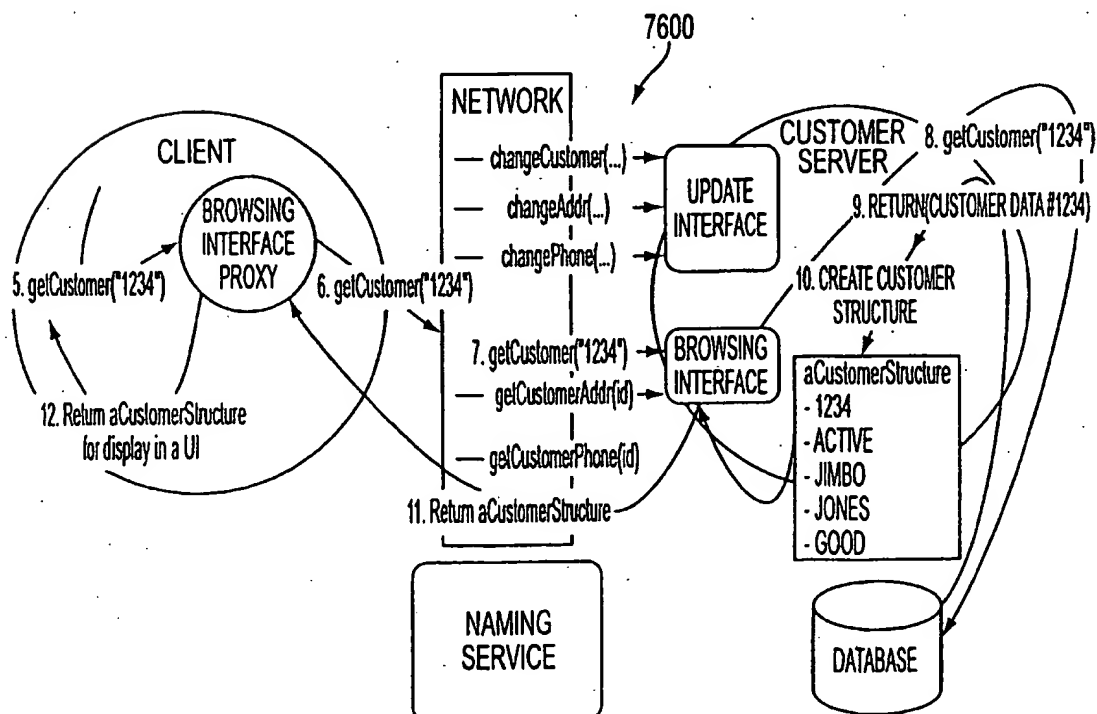 7600
NETWORK
CLIENT
BROWSING
INTERFACE
PROXY
5. getCustomer("1234")
6. getCustomer("1234")
12. Return aCustomerStructure
for display in a UI
changeCustomer(...)
changeAddr(...)
changePhone(...)
7. getCustomer("1234")
getCustomerAddr(id)
getCustomerPhone(id)
11. Return aCustomerStructure
UPDATE
INTERFACE
BROWSING
INTERFACE
CUSTOMER
SERVER
8. getCustomer("1234")
9. RETURN(CUSTOMER DATA #1234)
10. CREATE CUSTOMER
STRUCTURE
aCustomerStructure
- 1234
- ACTIVE
- JIMBO
- JONES
- GOOD
NAMING
SERVICE
DATABASE